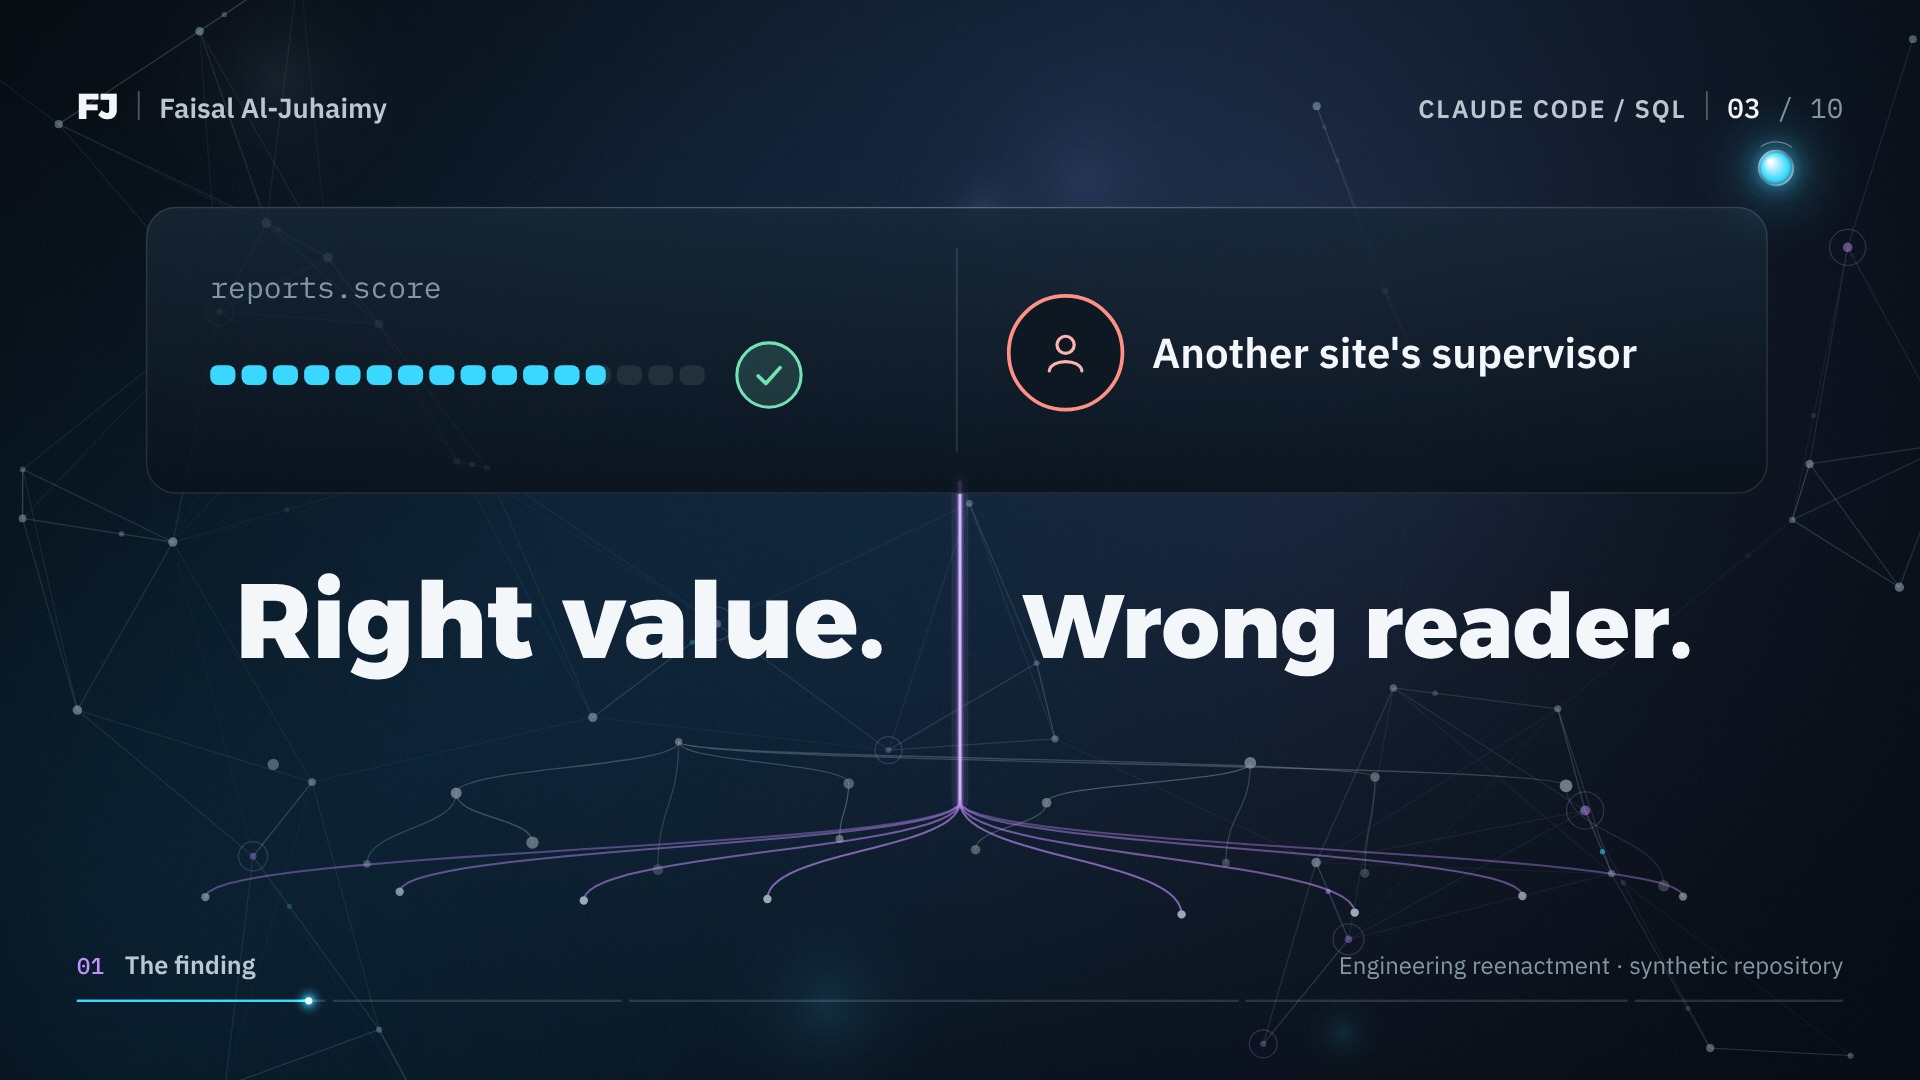 FJ | Faisal Al-Juhaimy
CLAUDE CODE / SQL | 03 / 10
reports.score
Another site's supervisor
Right value.
Wrong reader.
01 The finding
Engineering reenactment · synthetic repository